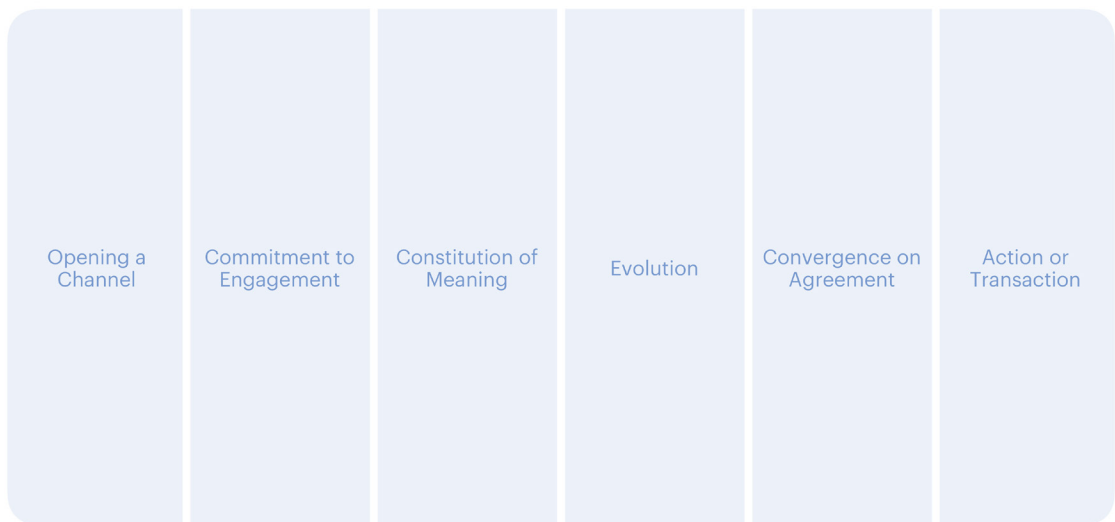 Opening a
Channel
Commitment to
Engagement
Constitution of
Meaning
Evolution
Convergence on
Agreement
Action or
Transaction